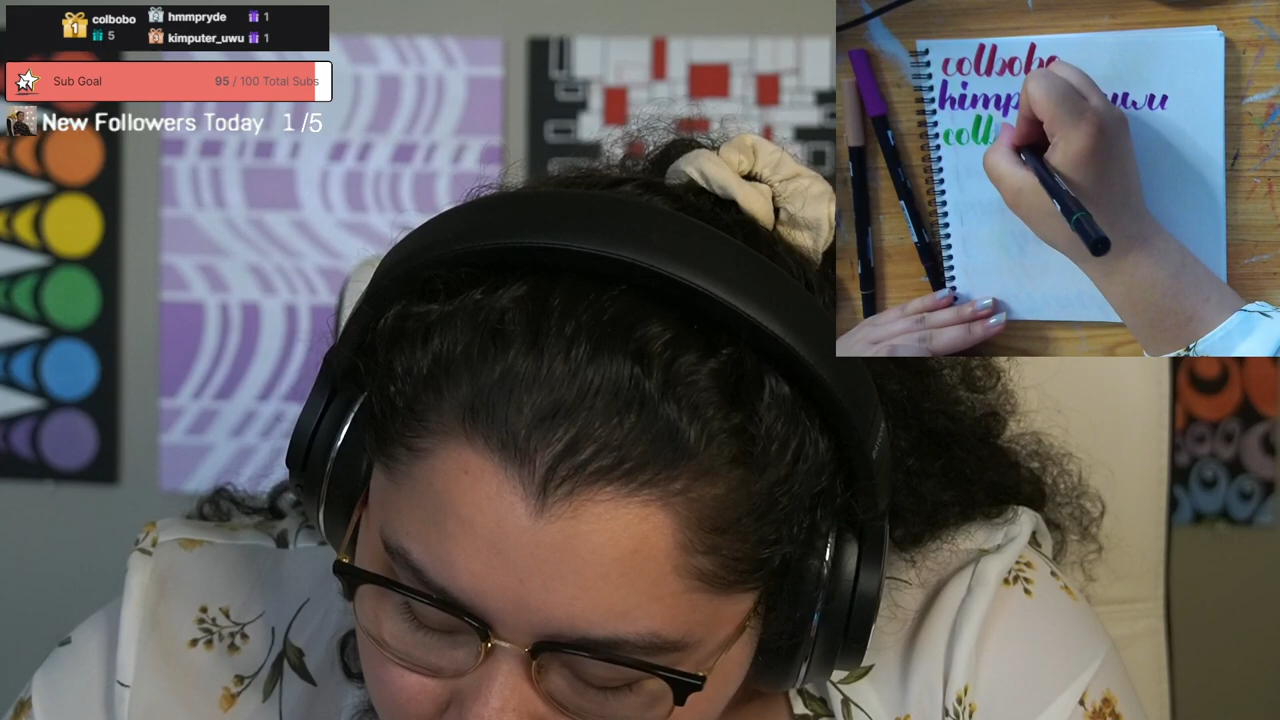 colbobo 5
hmmpryde 1
kimputer_uwu 1
Sub Goal 95 / 100 Total Subs
New Followers Today 1/5
colbobo
himp uwu
colb